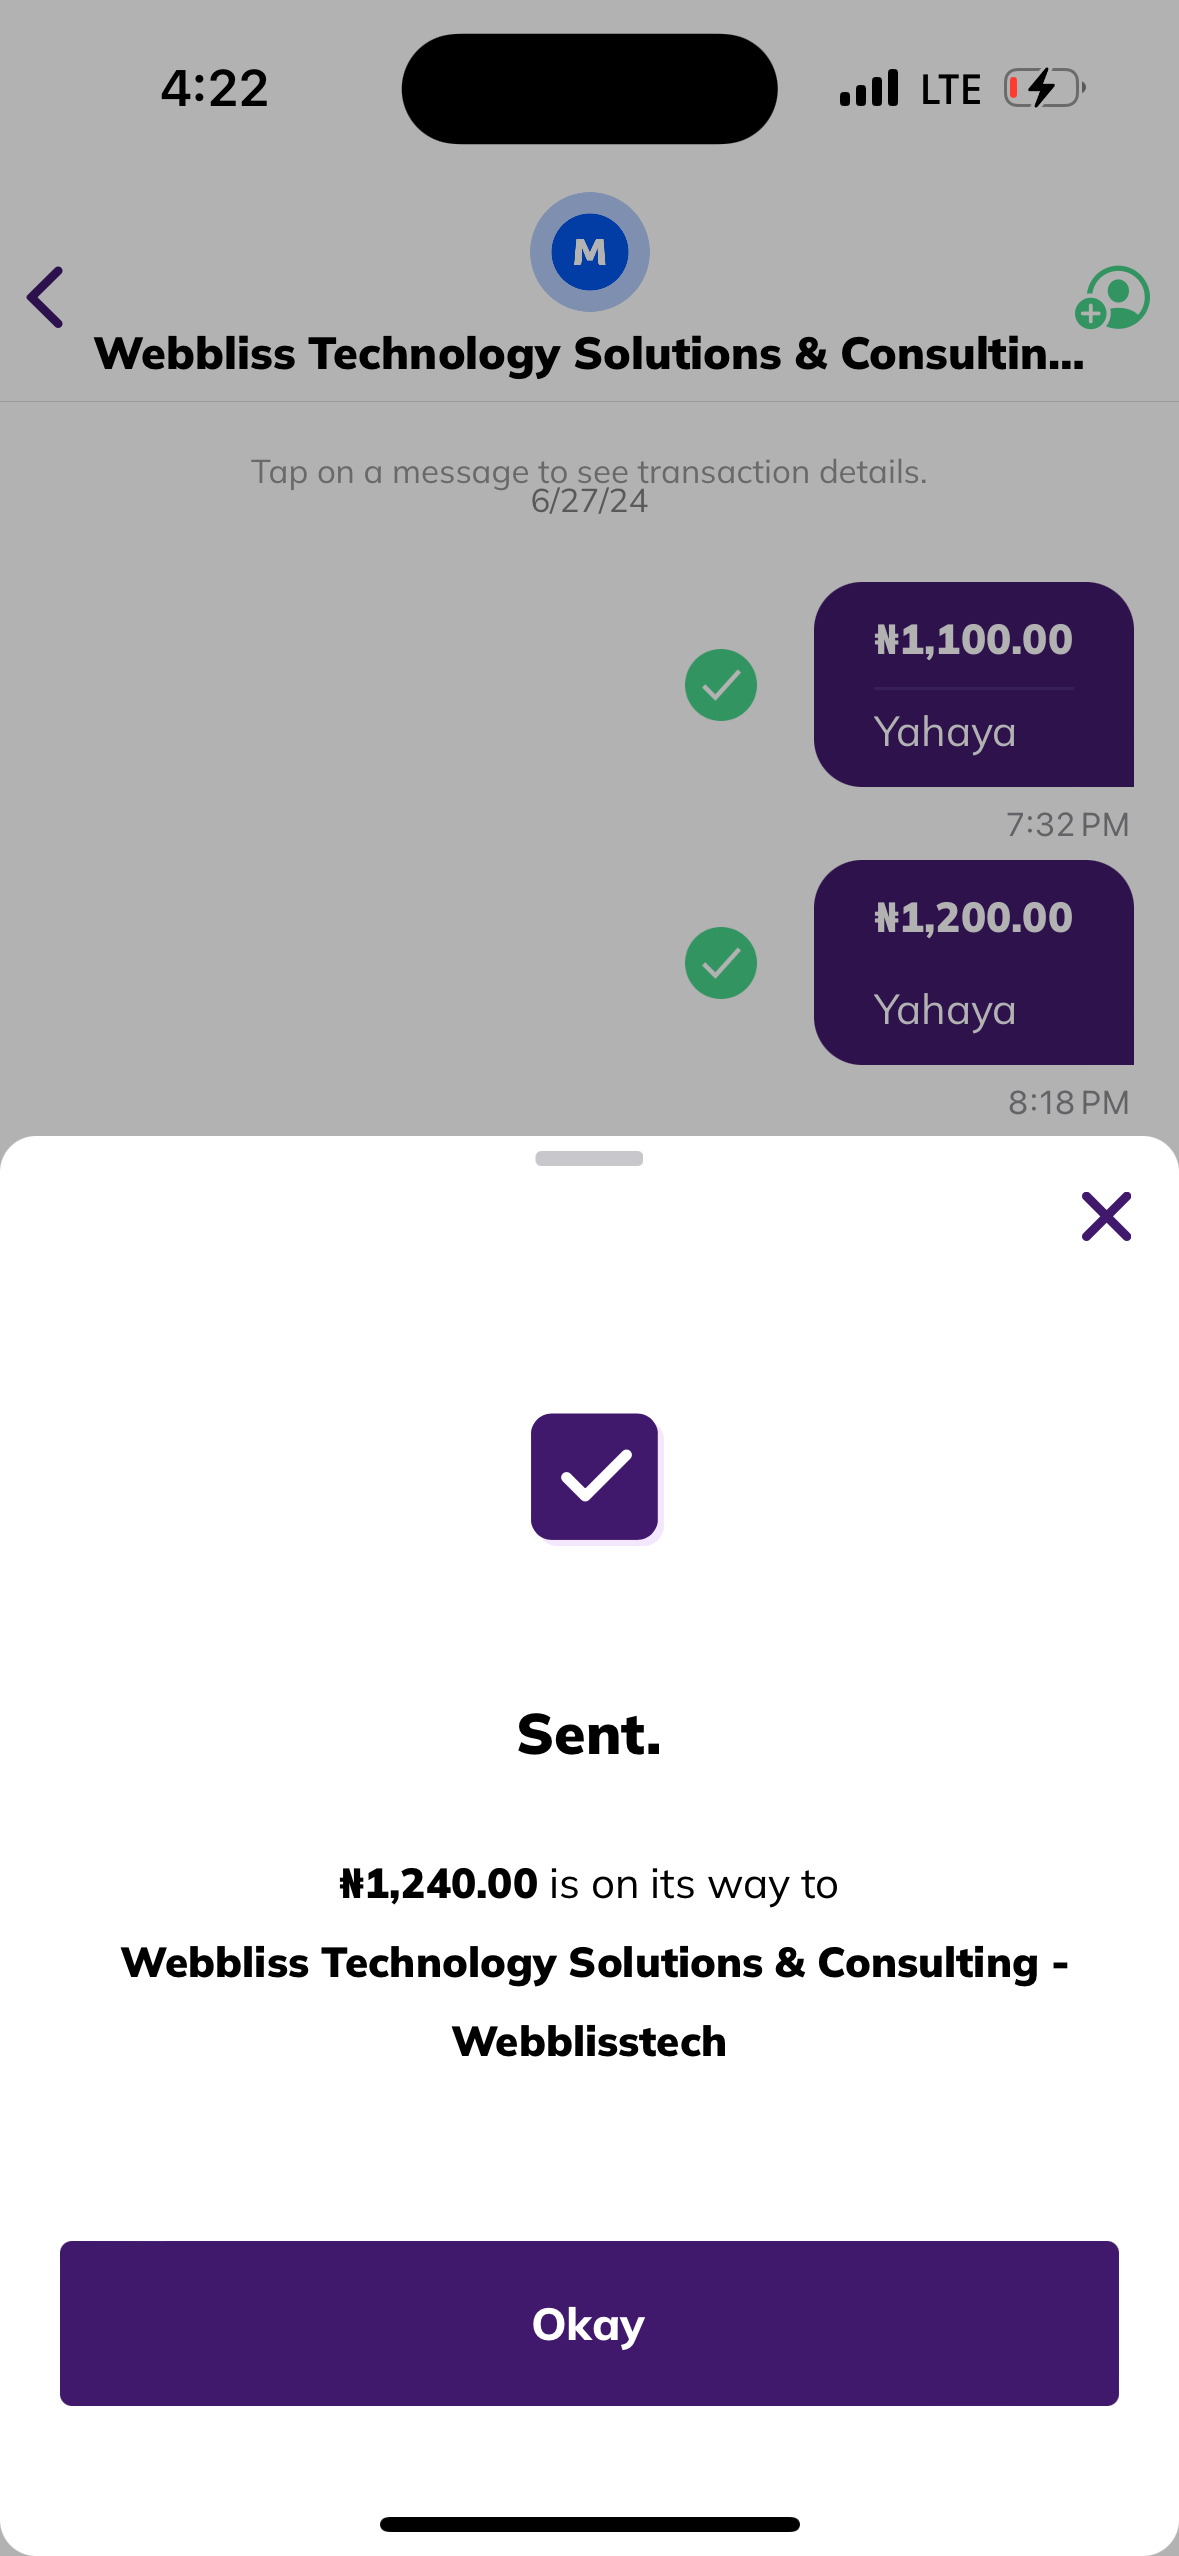 4:22
LTE
M
Webbliss Technology Solutions & Consultin...
Tap on a message to see transaction details.
6/27/24
₦1,100.00
Yahaya
7:32 PM
₦1,200.00
Yahaya
8:18 PM
Sent.
₦1,240.00 is on its way to
Webbliss Technology Solutions & Consulting -
Webblisstech
Okay